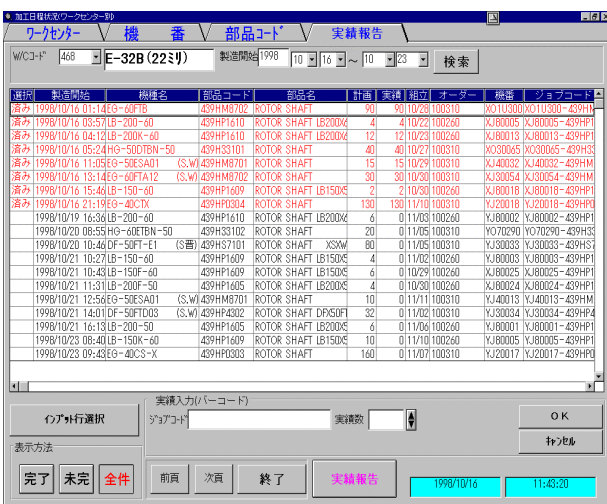 加工日程状況(ワークセンター別)
ワークセンター 機 番 部品コード 実績報告
W/Cコード 468 E-32B (22ミリ) 製造開始 1998 10 16 ～ 10 23 検索
選択 製造開始 機種名 部品コード 部品名 計画 実績 組立 オーダー 機番 ジョブコード
済み 1998/10/16 01:14 EG-60FTB 439HM8702 ROTOR SHAFT 90 90 10/28 100310 XO10U300-439HM
済み 1998/10/16 03:57 LB-200-60 439HP1610 ROTOR SHAFT LB200X6 4 4 10/22 100260 XJ80005 XJ80005-439HP1
済み 1998/10/16 04:12 LB-200K-60 439HP1610 ROTOR SHAFT LB200X6 12 12 10/23 100260 XJ80013 XJ80013-439HP1
済み 1998/10/16 05:24 HG-50DTBN-50 439H33101 ROTOR SHAFT 40 40 10/27 100310 XO30065 XO30065-439H33
済み 1998/10/16 11:05 EG-50ESA01 (S.W) 439HM8701 ROTOR SHAFT 15 15 10/29 100310 XJ40032 XJ40032-439HM
済み 1998/10/16 13:14 EG-60FTA12 (S.W) 439HM8702 ROTOR SHAFT 30 30 10/30 100310 XJ30054 XJ30054-439HM
済み 1998/10/16 15:46 LB-150-60 439HP1609 ROTOR SHAFT LB150X5 2 2 10/30 100260 XJ80018 XJ80018-439HP1
済み 1998/10/16 21:19 EG-40CTX 439HP0304 ROTOR SHAFT 130 130 11/10 100310 YJ20018 YJ20018-439HP0
1998/10/19 16:36 LB-200-60 439HP1610 ROTOR SHAFT LB200X6 6 0 11/03 100260 YJ80002 YJ80002-439HP1
1998/10/20 08:55 HG-60ETBN-50 439H33102 ROTOR SHAFT 20 0 11/05 100310 YO70290 YO70290-439H33
1998/10/20 10:46 DF-50FT-E1 (S普) 439HS7101 ROTOR SHAFT XSXW 80 0 11/05 100310 YJ30033 YJ30033-439HS7
1998/10/21 10:27 LB-150-60 439HP1609 ROTOR SHAFT LB150X5 4 0 11/02 100260 YJ80003 YJ80003-439HP1
1998/10/21 10:43 LB-150F-60 439HP1609 ROTOR SHAFT LB150X5 6 0 10/29 100260 XJ80025 XJ80025-439HP1
1998/10/21 11:31 LB-200F-50 439HP1605 ROTOR SHAFT LB200X5 4 0 10/30 100260 XJ80024 XJ80024-439HP1
1998/10/21 12:56 EG-50ESA01 (S.W) 439HM8701 ROTOR SHAFT 10 0 11/11 100310 YJ40013 YJ40013-439HM
1998/10/21 14:01 DF-50FTD03 (S.W) 439HP4302 ROTOR SHAFT DFX50FT 32 0 11/02 100310 YJ30034 YJ30034-439HP4
1998/10/21 16:13 LB-200-50 439HP1605 ROTOR SHAFT LB200X5 6 0 11/06 100260 YJ80001 YJ80001-439HP1
1998/10/23 08:40 LB-150K-60 439HP1609 ROTOR SHAFT LB150X5 10 0 11/10 100260 YJ80005 YJ80005-439HP1
1998/10/23 09:43 EG-40CS-X 439HP0303 ROTOR SHAFT 160 0 11/07 100310 YJ20017 YJ20017-439HP0
インプット行選択
実績入力(バーコード)
ジョブコード 実績数
OK
キャンセル
表示方法
完了 未完 全件 前頁 次頁 終了 実績報告 1998/10/16 11:43:20